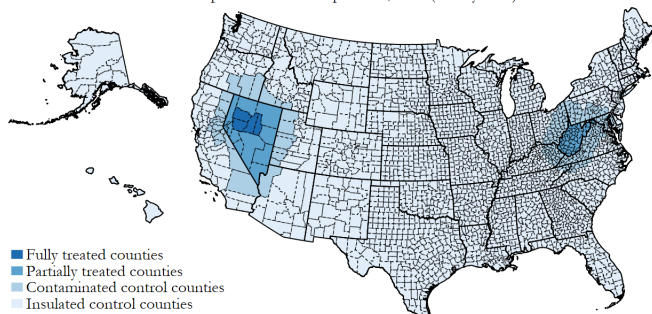 Fully treated counties
Partially treated counties
Contaminated control counties
Insulated control counties